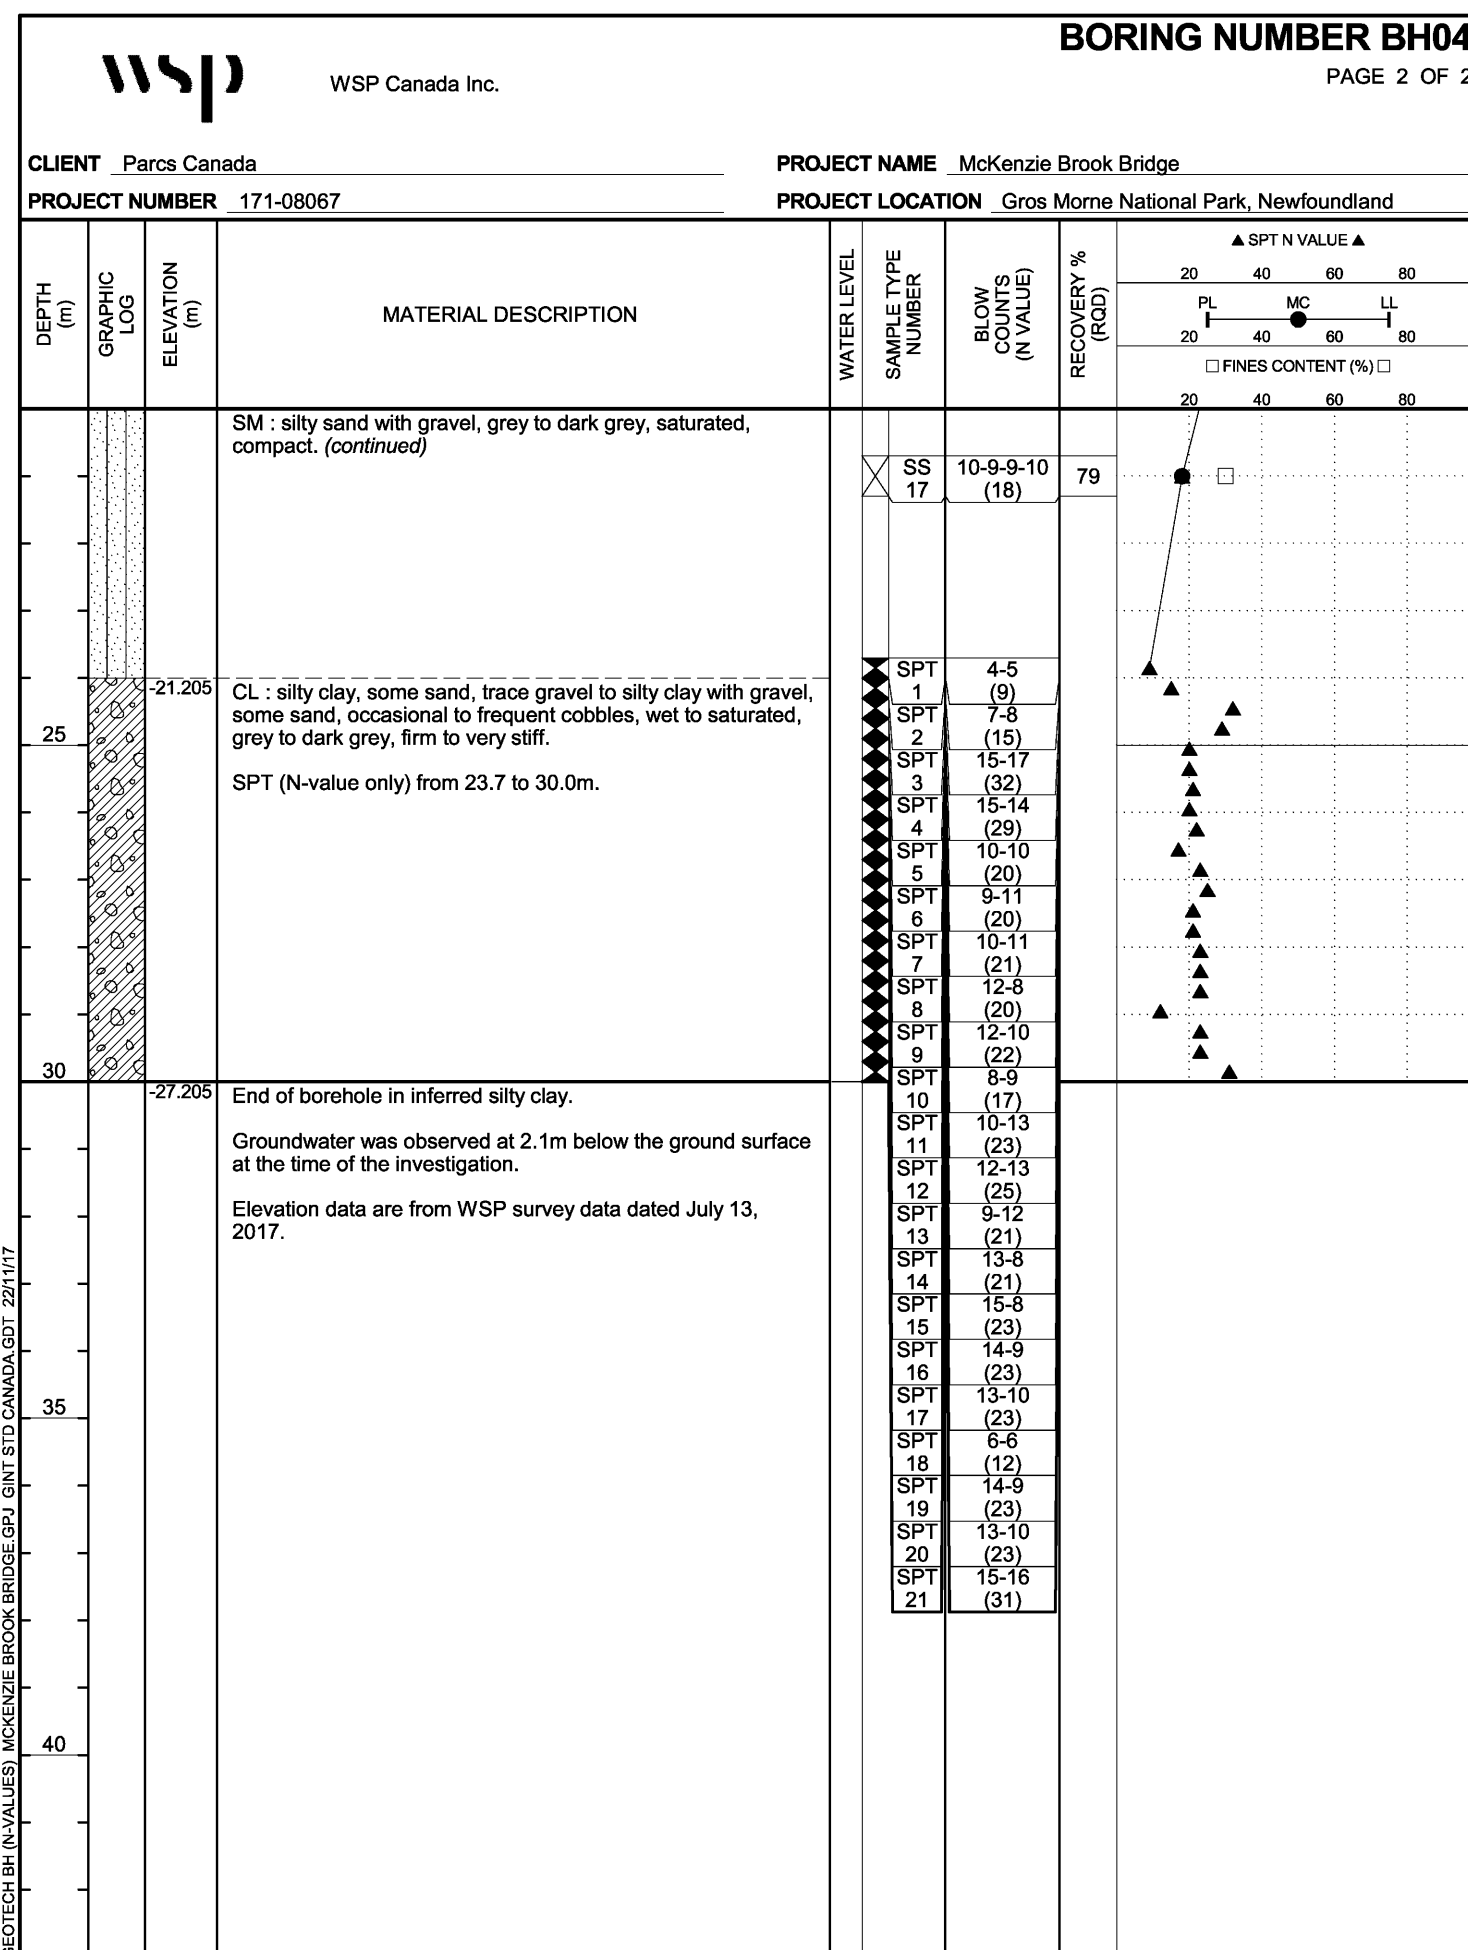 BORING NUMBER BH04
PAGE 2 OF 2
wsp
WSP Canada Inc.
CLIENT Parcs Canada
PROJECT NAME McKenzie Brook Bridge
PROJECT NUMBER 171-08067
PROJECT LOCATION Gros Morne National Park, Newfoundland
DEPTH
(m)
GRAPHIC
LOG
ELEVATION
(m)
MATERIAL DESCRIPTION
WATER LEVEL
SAMPLE TYPE
NUMBER
BLOW
COUNTS
(N VALUE)
RECOVERY %
(RQD)
▲ SPT N VALUE ▲
20 40 60 80
PL MC LL
20 40 60 80
□ FINES CONTENT (%) □
20 40 60 80
SM : silty sand with gravel, grey to dark grey, saturated,
compact. (continued)
SS
17
10-9-9-10
(18)
79
-21.205
CL : silty clay, some sand, trace gravel to silty clay with gravel,
some sand, occasional to frequent cobbles, wet to saturated,
grey to dark grey, firm to very stiff.
SPT (N-value only) from 23.7 to 30.0m.
25
30
-27.205
End of borehole in inferred silty clay.
Groundwater was observed at 2.1m below the ground surface
at the time of the investigation.
Elevation data are from WSP survey data dated July 13,
2017.
35
40
SPT 4-5
1 (9)
SPT 7-8
2 (15)
SPT 15-17
3 (32)
SPT 15-14
4 (29)
SPT 10-10
5 (20)
SPT 9-11
6 (20)
SPT 10-11
7 (21)
SPT 12-8
8 (20)
SPT 12-10
9 (22)
SPT 8-9
10 (17)
SPT 10-13
11 (23)
SPT 12-13
12 (25)
SPT 9-12
13 (21)
SPT 13-8
14 (21)
SPT 15-8
15 (23)
SPT 14-9
16 (23)
SPT 13-10
17 (23)
SPT 6-6
18 (12)
SPT 14-9
19 (23)
SPT 13-10
20 (23)
SPT 15-16
21 (31)
GEOTECH BH (N-VALUES) MCKENZIE BROOK BRIDGE.GPJ GINT STD CANADA.GDT 22/11/17